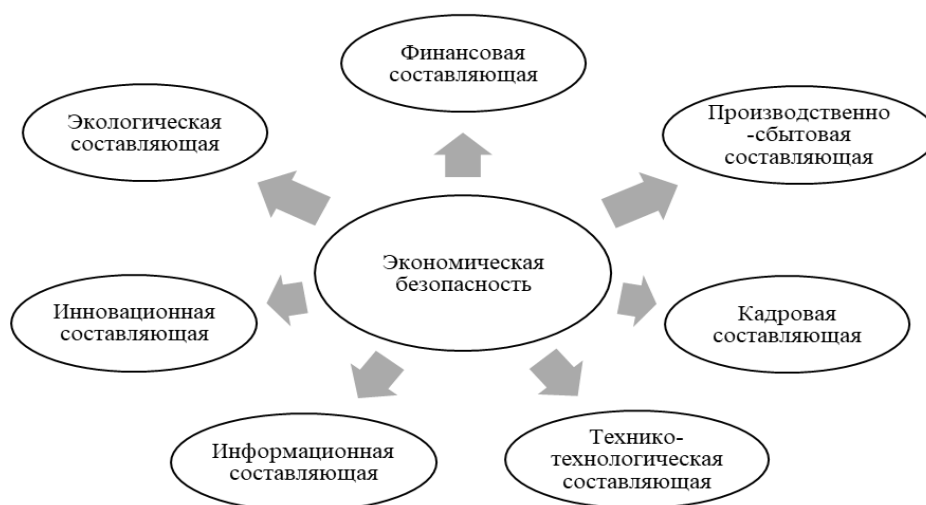 Финансовая
составляющая
Экологическая
составляющая
Производственно
-сбытовая
составляющая
Экономическая
безопасность
Инновационная
составляющая
Кадровая
составляющая
Информационная
составляющая
Технико-
технологическая
составляющая